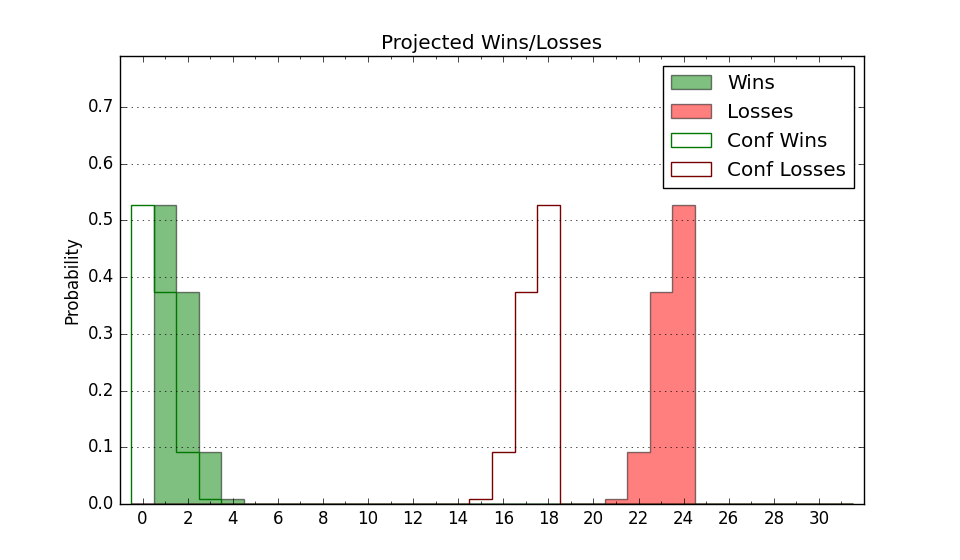 Projected Wins/Losses
Wins
Losses
Conf Wins
Conf Losses
Probability
0.7
0.6
0.5
0.4
0.3
0.2
0.1
0.0
0 2 4 6 8 10 12 14 16 18 20 22 24 26 28 30